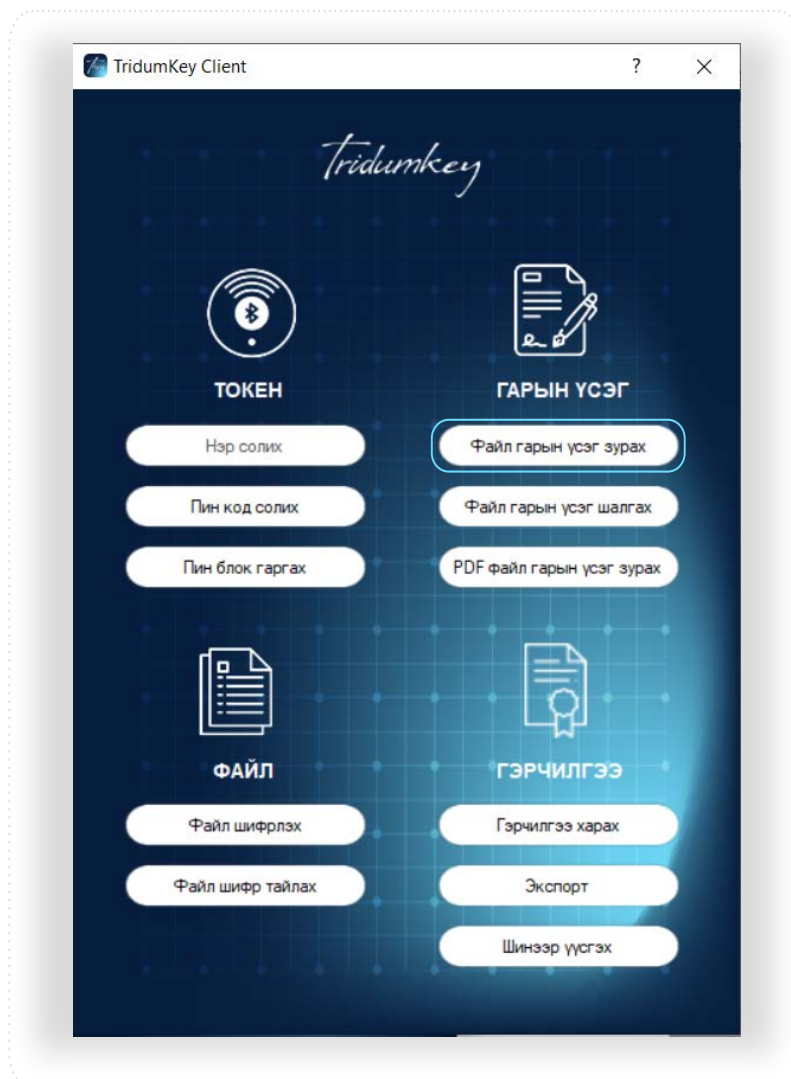 TridumKey Client
Tridumkey
ТОКЕН
Нэр солих
Пин код солих
Пин блок гаргах
ГАРЫН ҮСЭГ
Файл гарын үсэг зурах
Файл гарын үсэг шалгах
PDF файл гарын үсэг зурах
ФАЙЛ
Файл шифрлэх
Файл шифр тайлах
ГЭРЧИЛГЭЭ
Гэрчилгээ харах
Экспорт
Шинээр үүсгэх